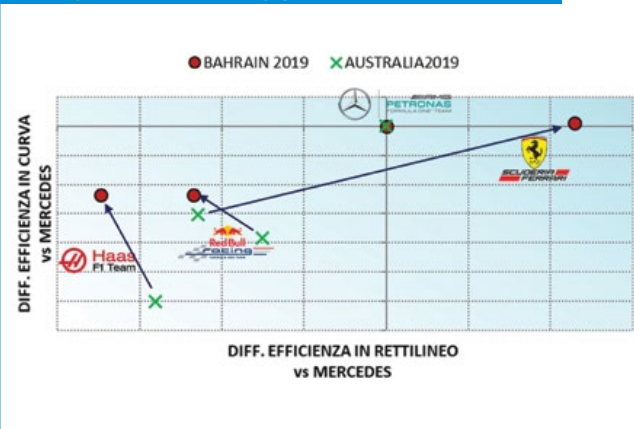 BAHRAIN 2019 AUSTRALIA2019
AMG
PETRONAS
FORMULA ONE TEAM
SCUDERIA
FERRARI
Haas
F1 Team
Red Bull
racing
DIFF. EFFICIENZA IN CURVA
vs MERCEDES
DIFF. EFFICIENZA IN RETTILINEO
vs MERCEDES